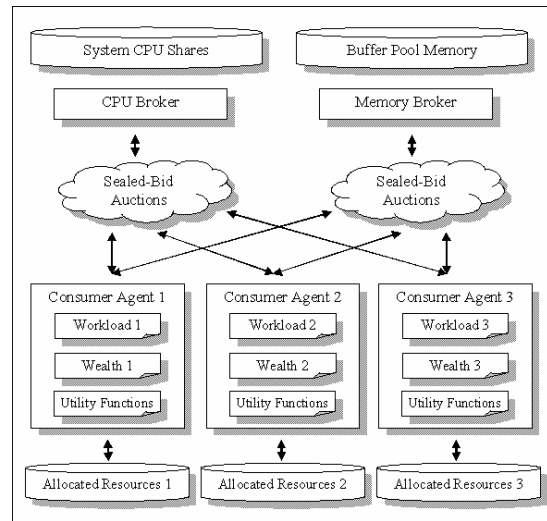 System CPU Shares
Buffer Pool Memory
CPU Broker
Memory Broker
Sealed-Bid
Auctions
Sealed-Bid
Auctions
Consumer Agent 1
Workload 1
Wealth 1
Utility Functions
Consumer Agent 2
Workload 2
Wealth 2
Utility Functions
Consumer Agent 3
Workload 3
Wealth 3
Utility Functions
Allocated Resources 1
Allocated Resources 2
Allocated Resources 3